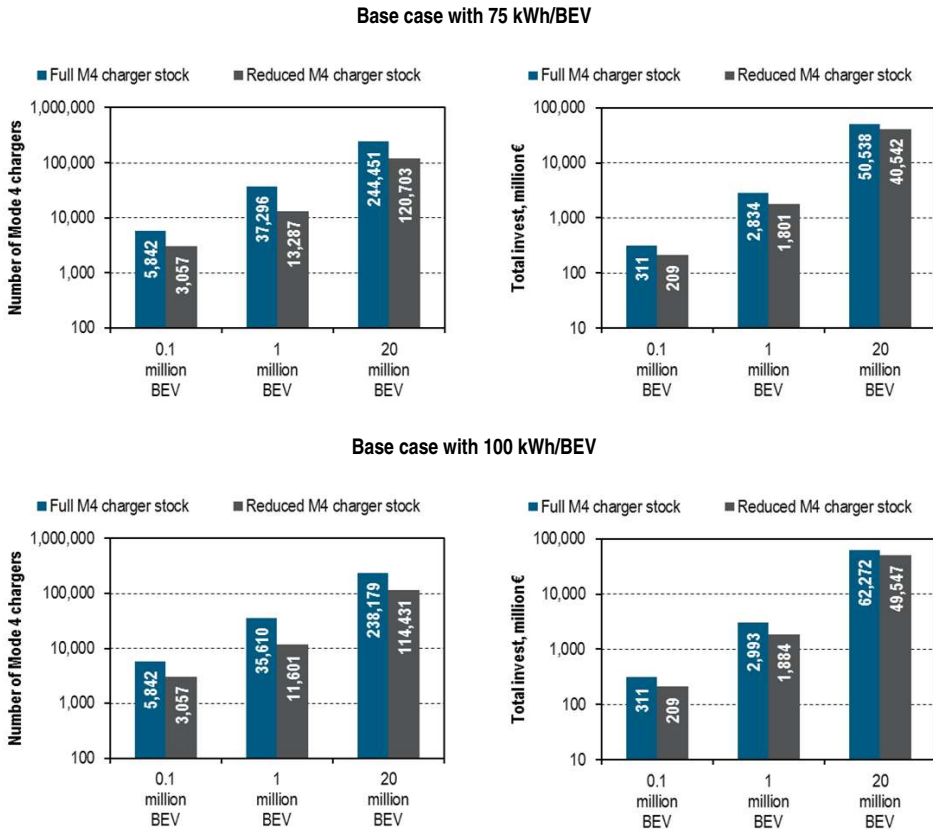 Base case with 75 kWh/BEV
Full M4 charger stock
Reduced M4 charger stock
Number of Mode 4 chargers
1,000,000
100,000
10,000
1,000
100
5,842
3,057
37,296
13,287
244,451
120,703
0.1
million
BEV
1
million
BEV
20
million
BEV
Full M4 charger stock
Reduced M4 charger stock
Total invest, million €
100,000
10,000
1,000
100
10
311
209
2,834
1,801
50,538
40,542
0.1
million
BEV
1
million
BEV
20
million
BEV
Base case with 100 kWh/BEV
Full M4 charger stock
Reduced M4 charger stock
Number of Mode 4 chargers
1,000,000
100,000
10,000
1,000
100
5,842
3,057
35,610
11,601
238,179
114,431
0.1
million
BEV
1
million
BEV
20
million
BEV
Full M4 charger stock
Reduced M4 charger stock
Total invest, million €
100,000
10,000
1,000
100
10
311
209
2,993
1,884
62,272
49,547
0.1
million
BEV
1
million
BEV
20
million
BEV